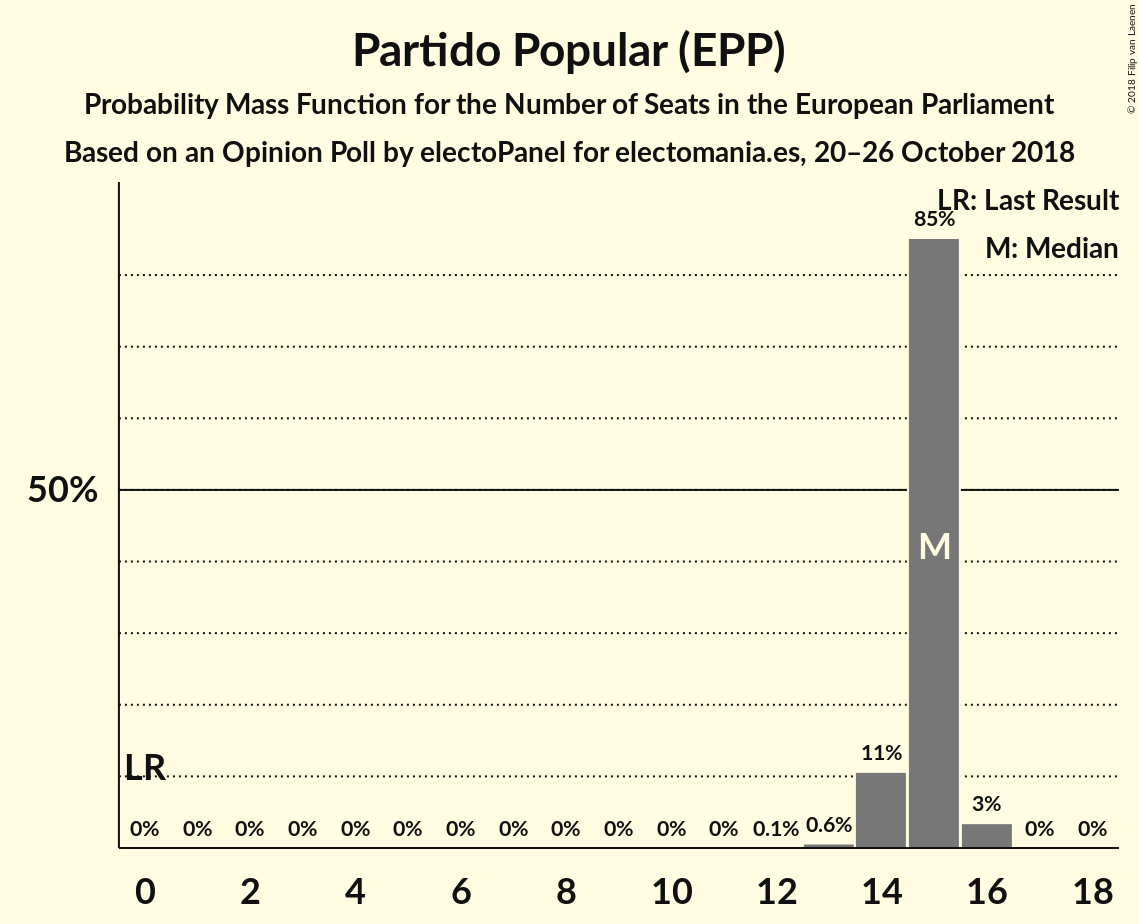 Partido Popular (EPP)
Probability Mass Function for the Number of Seats in the European Parliament
Based on an Opinion Poll by electoPanel for electomania.es, 20–26 October 2018
© 2018 Filip van Laenen
LR: Last Result
M: Median
85%
50%
M
LR
11%
3%
0% 0% 0% 0% 0% 0% 0% 0% 0% 0% 0% 0% 0.1% 0.6% 0% 0%
0 2 4 6 8 10 12 14 16 18